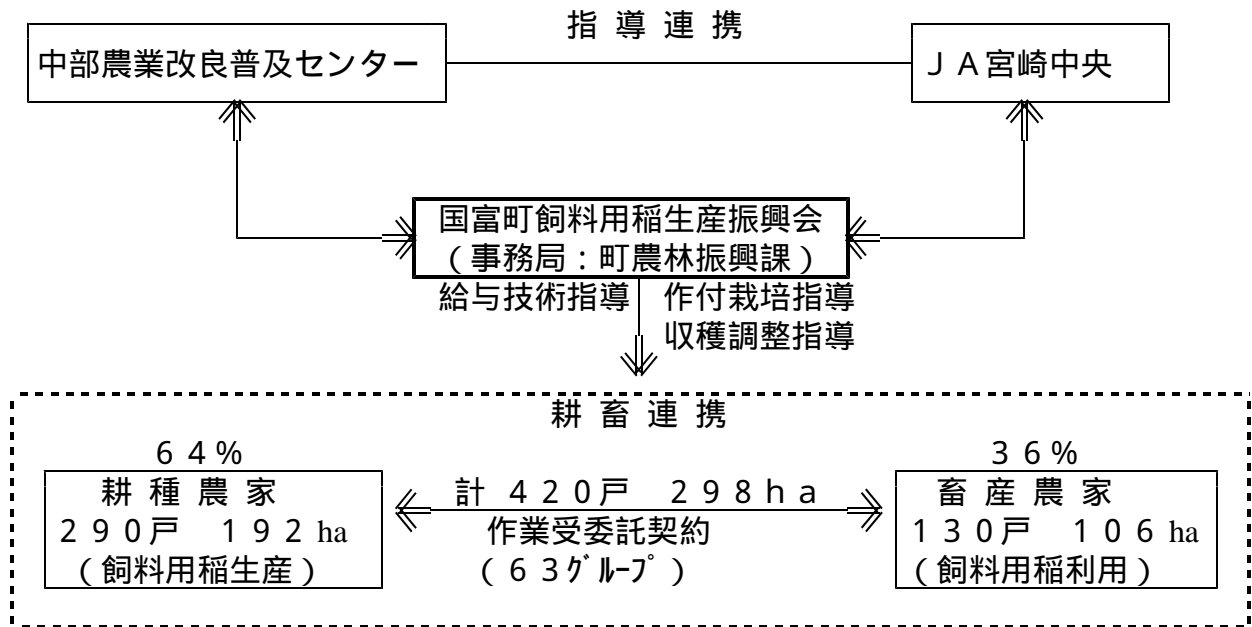 指導連携
中部農業改良普及センター
ＪＡ宮崎中央
国富町飼料用稲生産振興会
（事務局：町農林振興課）
給与技術指導
作付栽培指導
収穫調整指導
耕畜連携
６４％
３６％
耕種農家
２９０戸　１９２ha
（飼料用稲生産）
計　４２０戸　２９８ｈａ
作業受委託契約
（６３ｸﾞﾙｰﾌﾟ）
畜産農家
１３０戸　１０６ha
（飼料用稲利用）